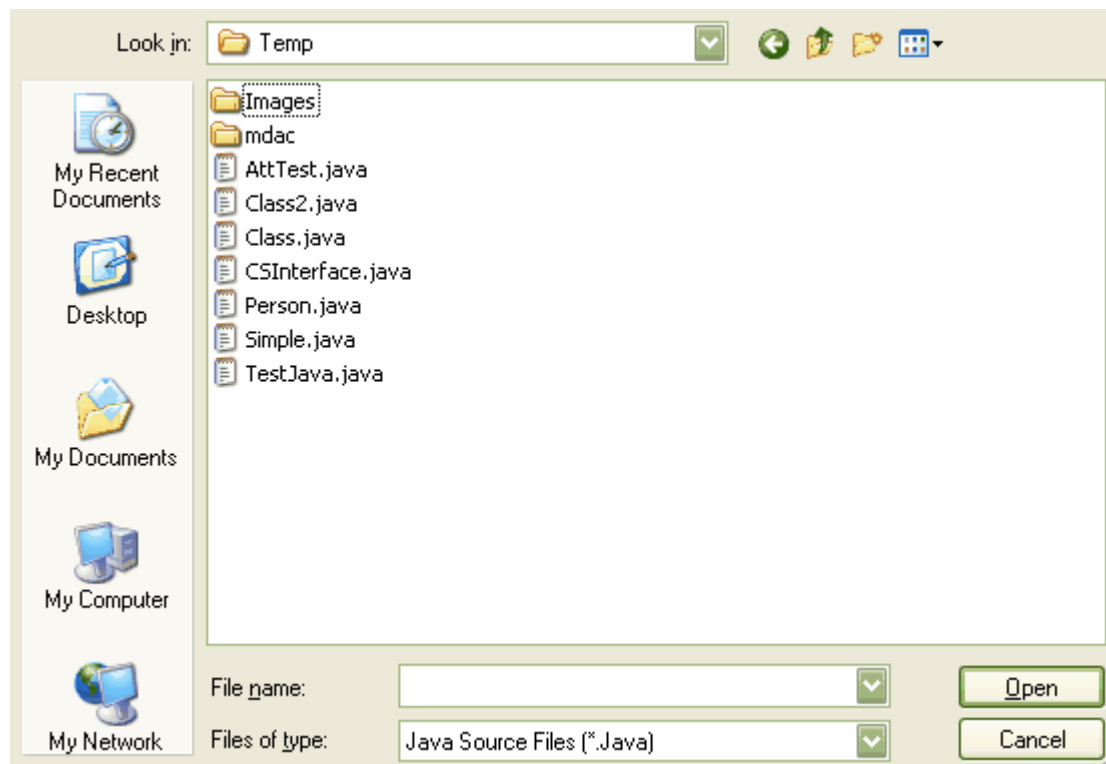 Look in:
Temp
My Recent
Documents
Desktop
My Documents
My Computer
My Network
Images
mdac
AttTest.java
Class2.java
Class.java
CSInterface.java
Person.java
Simple.java
TestJava.java
File name:
Open
Files of type:
Java Source Files (*.Java)
Cancel